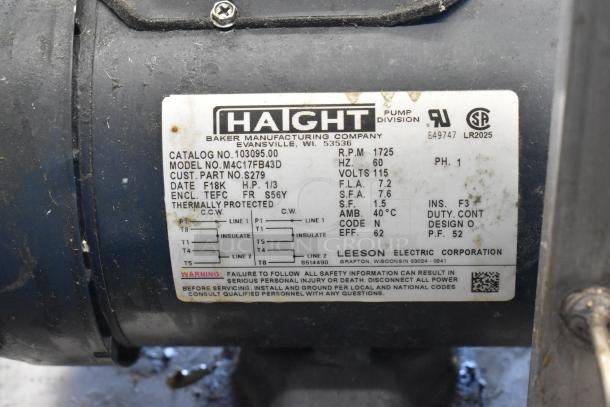 HAIGHT PUMP DIVISION
E49747 LR2025
BAKER MANUFACTURING COMPANY
EVANSVILLE, WI. 53536
CATALOG NO. 103095.00 R.P.M 1725
MODEL NO. M4C17FB43D HZ. 60 PH. 1
CUST. PART NO. S279 VOLTS 115
DATE F18K H.P. 1/3 F.L.A. 7.2
ENCL. TEFC FR S56Y S.F.A. 7.6
THERMALLY PROTECTED S.F. 1.5 INS. F3
C.C.W. C.W. AMB. 40°C DUTY. CONT
P1 LINE 1 P1 LINE 1 CODE N DESIGN O
T8 INSULATE T5 INSULATE EFF. 62 P.F. 52
T1 T1
T4 LINE 2 T4 LINE 2 LEESON ELECTRIC CORPORATION
T5 T8 6614490 GRAFTON, WISCONSIN 53024 - 0241
WARNING FAILURE TO FOLLOW ALL SAFETY INFORMATION CAN RESULT IN
SERIOUS PERSONAL INJURY OR DEATH. DISCONNECT ALL POWER
BEFORE SERVICING. INSTALL AND GROUND PER LOCAL AND NATIONAL CODES
CONSULT QUALIFIED PERSONNEL WITH ANY QUESTIONS.